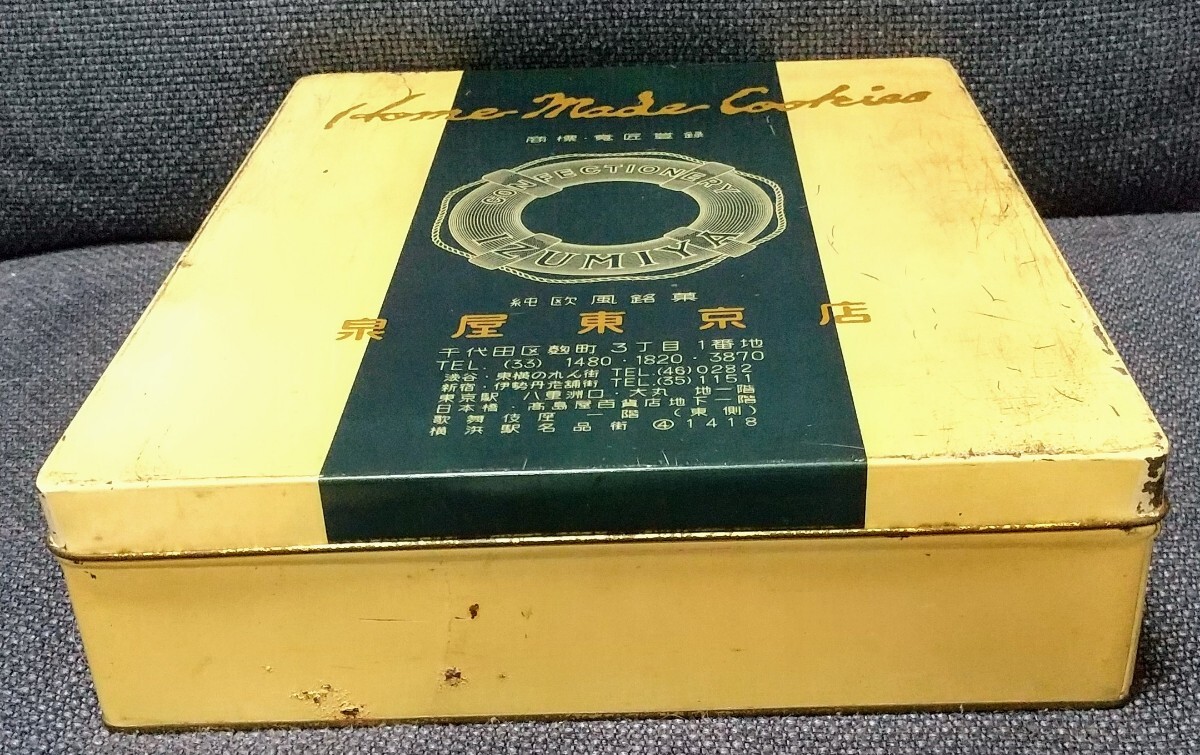 Home Made Cookies
商標・意匠登録
CONFECTIONERY
IZUMIYA
純欧風銘菓
泉屋東京店
千代田区麹町 3丁目 1番地
TEL. (33) 1480・1820・3870
渋谷・東横のれん街 TEL.(46)0282
新宿・伊勢丹老舗街 TEL.(35)1151
東京駅・八重洲口・大丸 地一階
日本橋・髙島屋百貨店地下一階
歌舞伎座 一階 (東側)
横浜駅名品街 ④1418